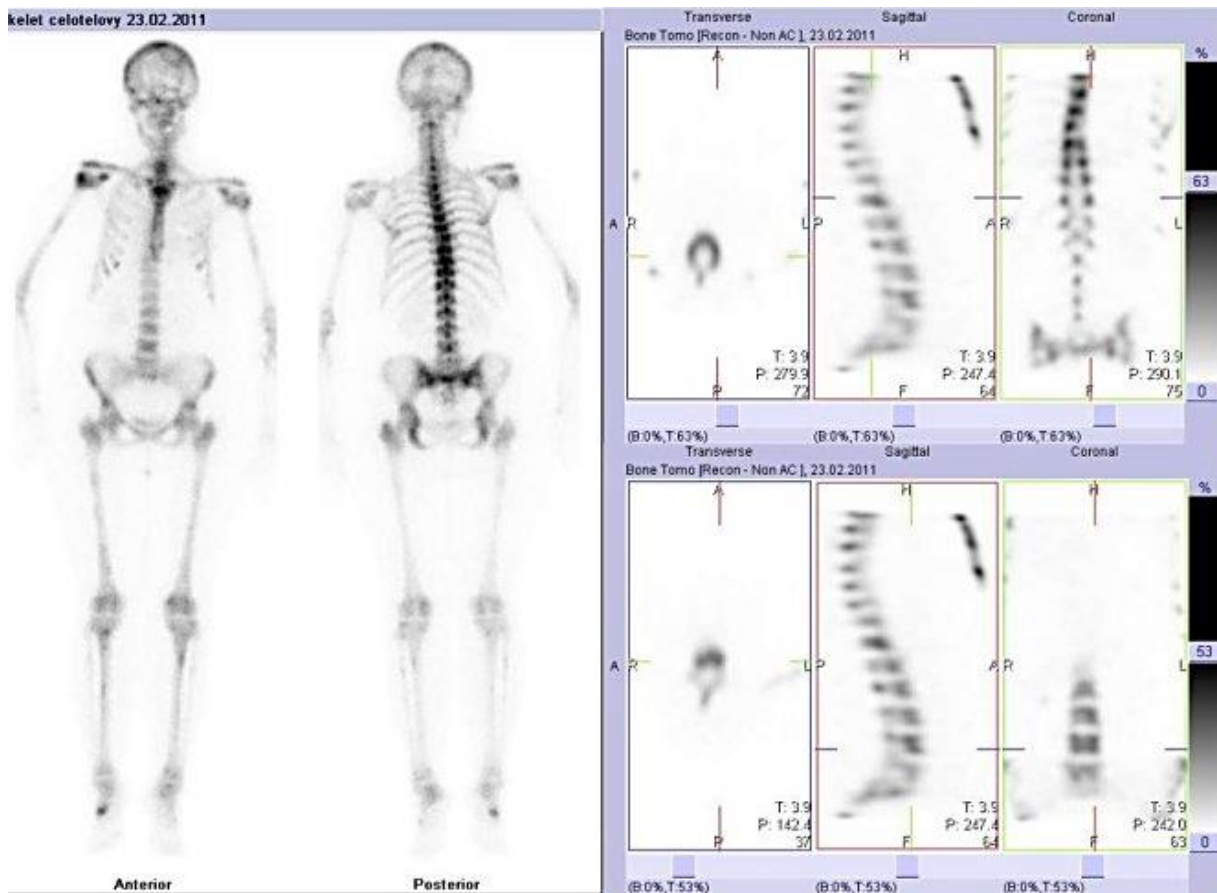 kelet celotelovy 23.02.2011
Anterior
Posterior
Transverse
Sagittal
Coronal
Bone Tomo [Recon - Non AC ], 23.02.2011
%
A
H
H
A
R
L
P
A
R
L
63
T: 3.9
P: 279.9
P
72
T: 3.9
P: 247.4
F
64
T: 3.9
P: 290.1
F
75
0
(B:0%,T:63%)
(B:0%,T:63%)
(B:0%,T:63%)
Transverse
Sagittal
Coronal
Bone Tomo [Recon - Non AC ], 23.02.2011
%
A
H
H
A
R
L
P
A
R
L
53
T: 3.9
P: 142.4
P
37
T: 3.9
P: 247.4
F
64
T: 3.9
P: 242.0
F
63
0
(B:0%,T:53%)
(B:0%,T:53%)
(B:0%,T:53%)